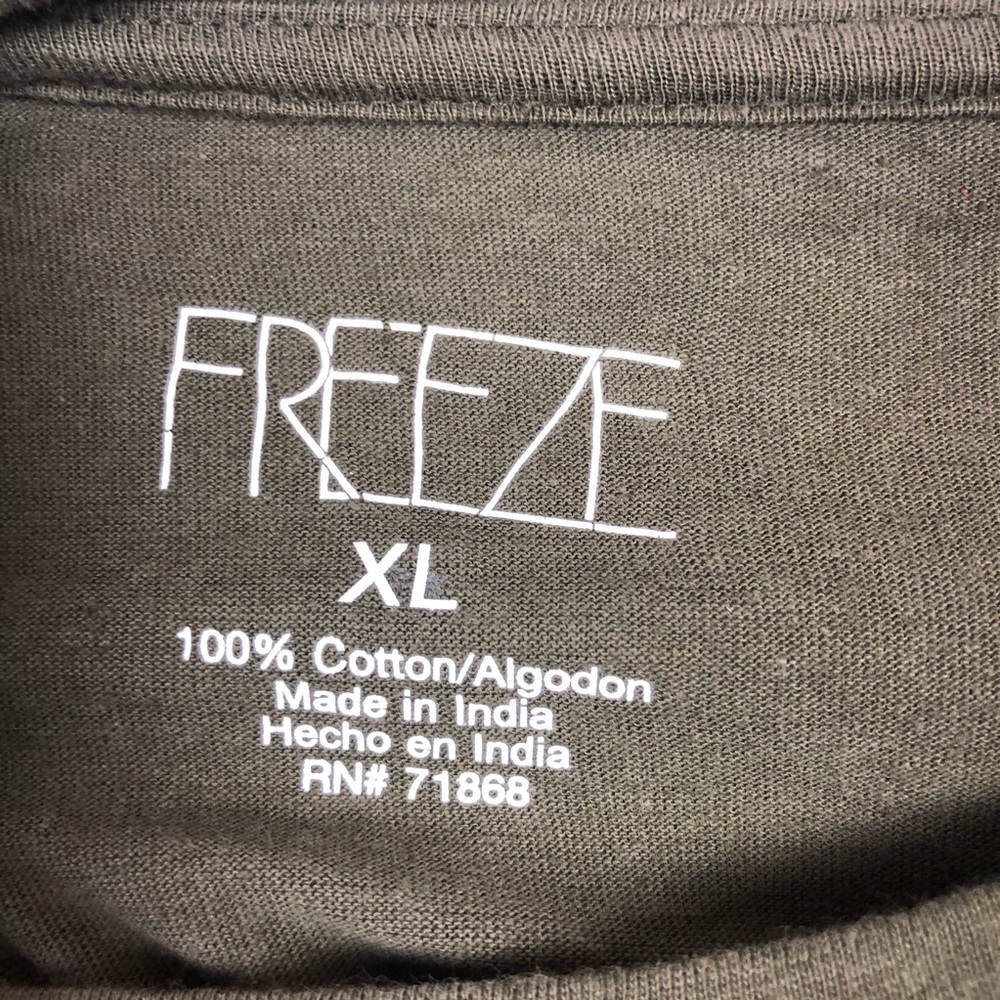 FREEZE
XL
100% Cotton/Algodon
Made in India
Hecho en India
RN# 71868